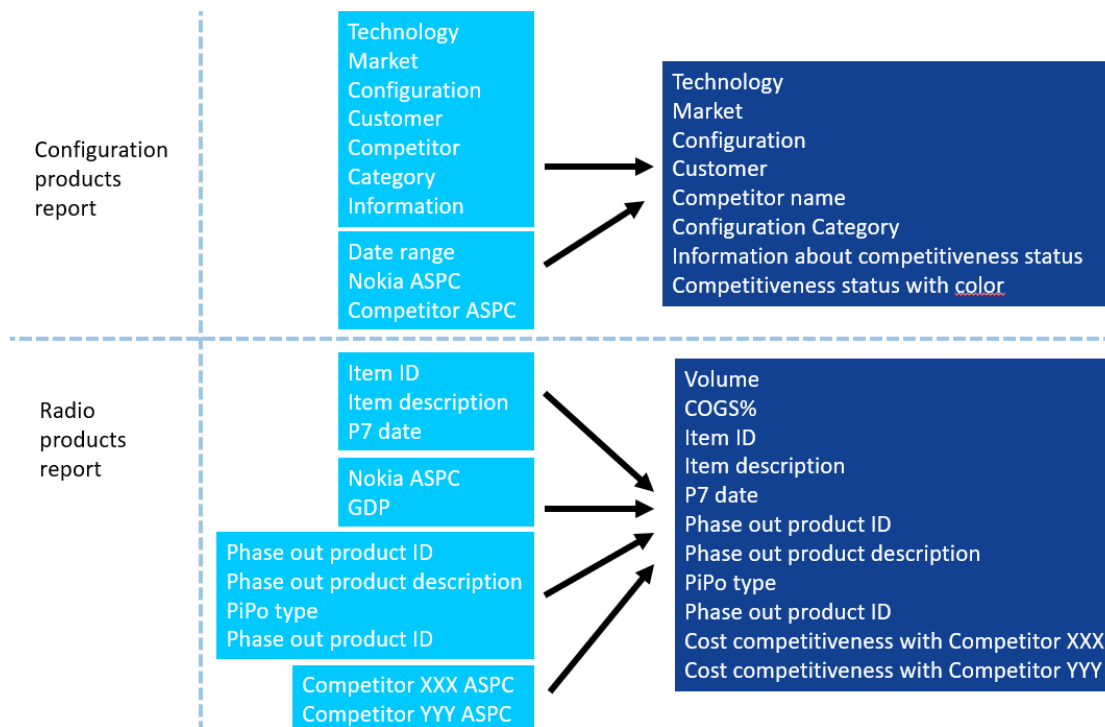 Configuration
products
report
Technology
Market
Configuration
Customer
Competitor
Category
Information
Date range
Nokia ASPC
Competitor ASPC
Technology
Market
Configuration
Customer
Competitor name
Configuration Category
Information about competitiveness status
Competitiveness status with color
Radio
products
report
Item ID
Item description
P7 date
Nokia ASPC
GDP
Phase out product ID
Phase out product description
PiPo type
Phase out product ID
Competitor XXX ASPC
Competitor YYY ASPC
Volume
COGS%
Item ID
Item description
P7 date
Phase out product ID
Phase out product description
PiPo type
Phase out product ID
Cost competitiveness with Competitor XXX
Cost competitiveness with Competitor YYY